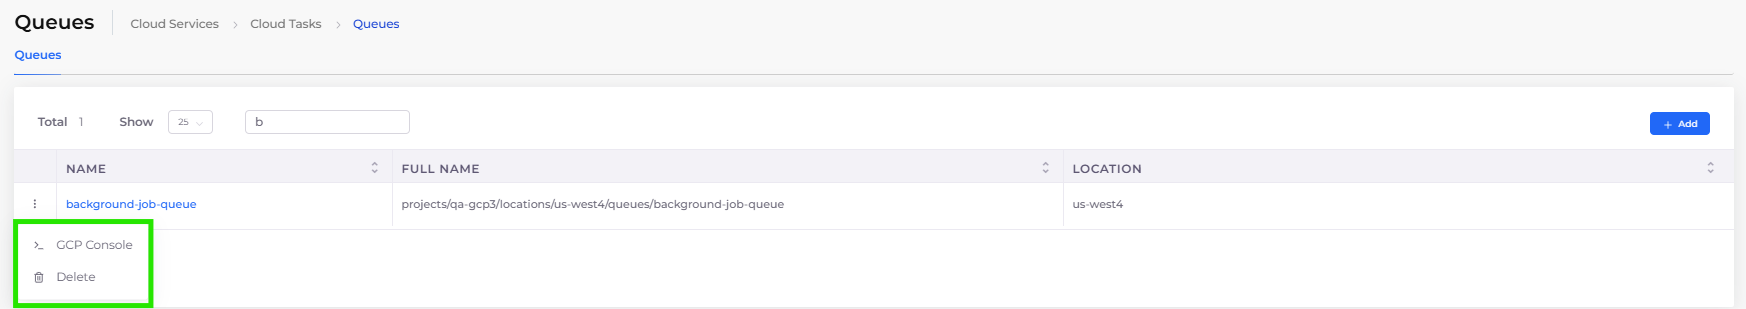 Queues Cloud Services > Cloud Tasks > Queues
Queues
Total 1 Show 25 b + Add
NAME FULL NAME LOCATION
background-job-queue projects/qa-gcp3/locations/us-west4/queues/background-job-queue us-west4
GCP Console
Delete